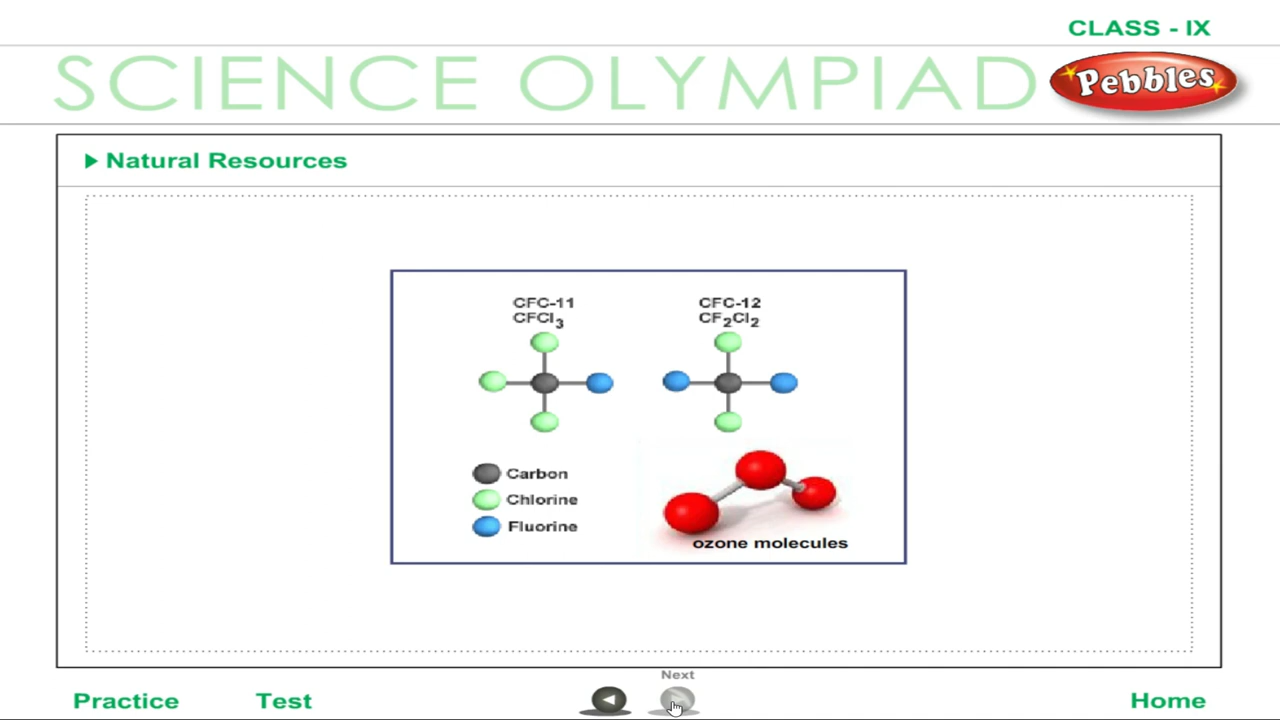 CLASS - IX
SCIENCE OLYMPIAD
Pebbles
Natural Resources
CFC-11
CFCl3
CFC-12
CF2Cl2
Carbon
Chlorine
Fluorine
ozone molecules
Next
Practice
Test
Home